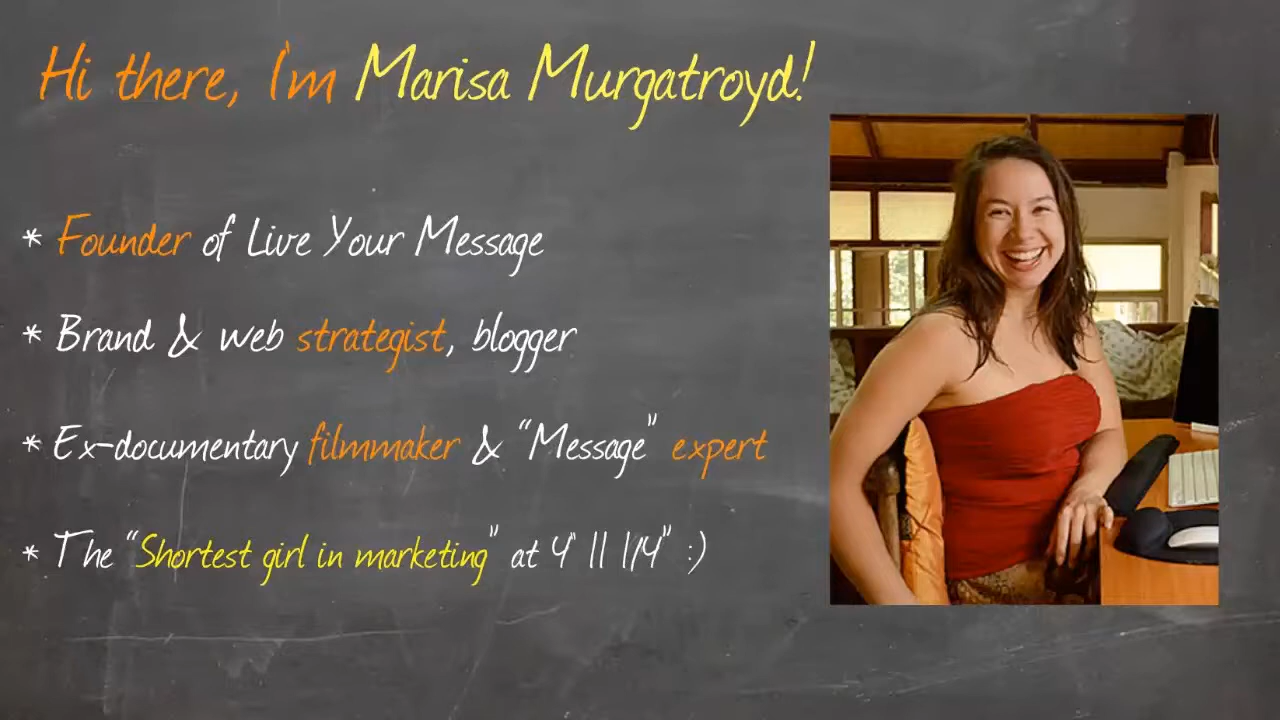 Hi there, I'm Marisa Murgatroyd!
* Founder of Live Your Message
* Brand & web strategist, blogger
* Ex-documentary filmmaker & "Message" expert
* The "Shortest girl in marketing" at 4' 11 1/4" :)